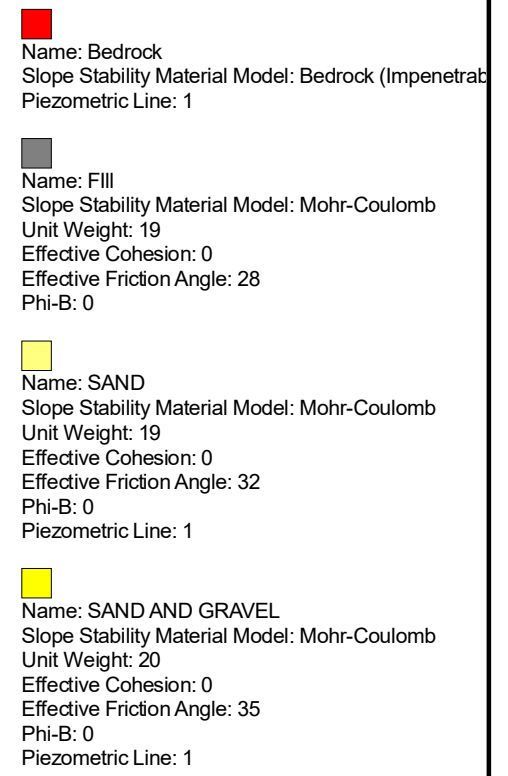 Name: Bedrock
Slope Stability Material Model: Bedrock (Impenetrab
Piezometric Line: 1
Name: FIll
Slope Stability Material Model: Mohr-Coulomb
Unit Weight: 19
Effective Cohesion: 0
Effective Friction Angle: 28
Phi-B: 0
Name: SAND
Slope Stability Material Model: Mohr-Coulomb
Unit Weight: 19
Effective Cohesion: 0
Effective Friction Angle: 32
Phi-B: 0
Piezometric Line: 1
Name: SAND AND GRAVEL
Slope Stability Material Model: Mohr-Coulomb
Unit Weight: 20
Effective Cohesion: 0
Effective Friction Angle: 35
Phi-B: 0
Piezometric Line: 1